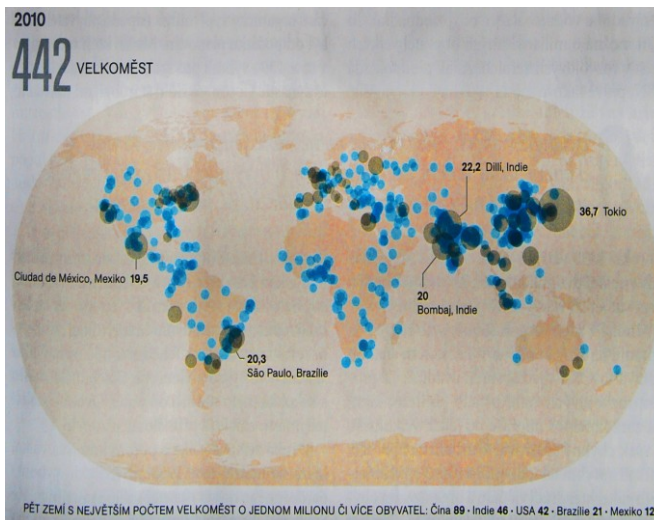 2010
442 VELKOMĚST
22,2 Dillí, Indie
36,7 Tokio
Ciudad de México, Mexiko 19,5
20
Bombaj, Indie
20,3
São Paulo, Brazílie
PĚT ZEMÍ S NEJVĚTŠÍM POČTEM VELKOMĚST O JEDNOM MILIONU ČI VÍCE OBYVATEL: Čína 89 · Indie 46 · USA 42 · Brazílie 21 · Mexiko 12